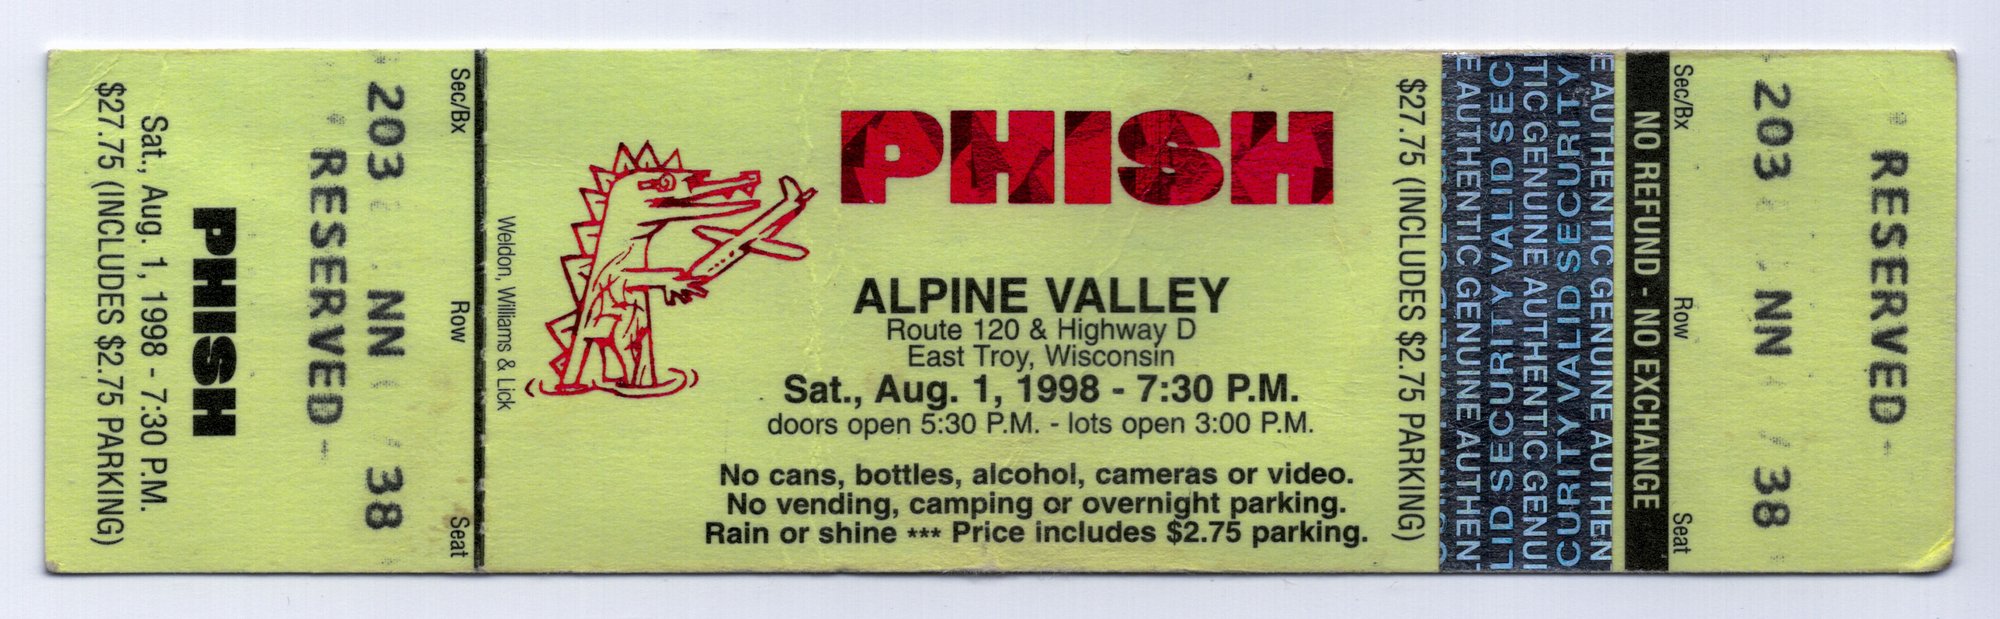 $27.75 (INCLUDES $2.75 PARKING)
Sat., Aug. 1, 1998 - 7:30 P.M.
PHISH
RESERVED
203 NN 38
Sec/Bx Row Seat
Weldon, Williams & Lick
PHISH
ALPINE VALLEY
Route 120 & Highway D
East Troy, Wisconsin
Sat., Aug. 1, 1998 - 7:30 P.M.
doors open 5:30 P.M. - lots open 3:00 P.M.
No cans, bottles, alcohol, cameras or video.
No vending, camping or overnight parking.
Rain or shine *** Price includes $2.75 parking.
$27.75 (INCLUDES $2.75 PARKING)
E AUTHENTIC GENUINE AUTHENT
LID SECURITY VALID SEC
TIC GENUINE AUTHENTIC GENUI
CURITY VALID SECURITY
E AUTHENTIC GENUINE AUTHEN
NO REFUND - NO EXCHANGE
Sec/Bx Row Seat
203 NN 38
RESERVED